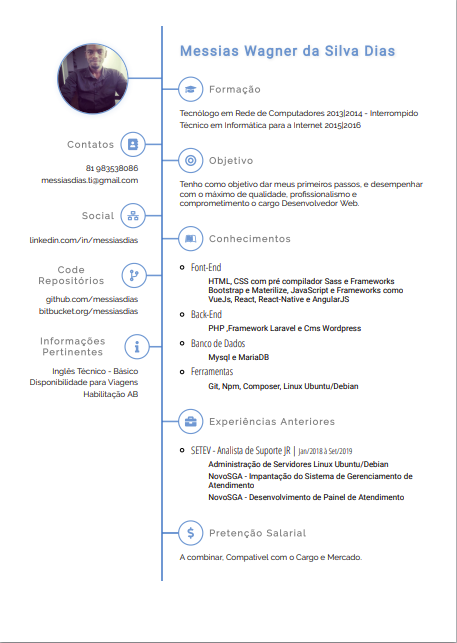 Messias Wagner da Silva Dias
Formação
Tecnólogo em Rede de Computadores 2013|2014 - Interrompido
Técnico em Informática para a Internet 2015|2016
Contatos
81 983538086
messiasdias.ti@gmail.com
Objetivo
Tenho como objetivo dar meus primeiros passos, e desempenhar
com o máximo de qualidade, profissionalismo e
comprometimento o cargo Desenvolvedor Web.
Social
linkedin.com/in/messiasdias
Conhecimentos
Font-End
HTML, CSS com pré compilador Sass e Frameworks
Bootstrap e Materilize, JavaScript e Frameworks como
VueJs, React, React-Native e AngularJS
Code
Repositórios
github.com/messiasdias
bitbucket.org/messiasdias
Back-End
PHP ,Framework Laravel e Cms Wordpress
Banco de Dados
Mysql e MariaDB
Informações
Pertinentes
Inglês Técnico - Básico
Disponibilidade para Viagens
Habilitação AB
Ferramentas
Git, Npm, Composer, Linux Ubuntu/Debian
Experiências Anteriores
SETEV - Analista de Suporte JR | Jan/2018 à Set/2019
Administração de Servidores Linux Ubuntu/Debian
NovoSGA - Impantação do Sistema de Gerenciamento de
Atendimento
NovoSGA - Desenvolvimento de Painel de Atendimento
Pretenção Salarial
A combinar, Compativel com o Cargo e Mercado.